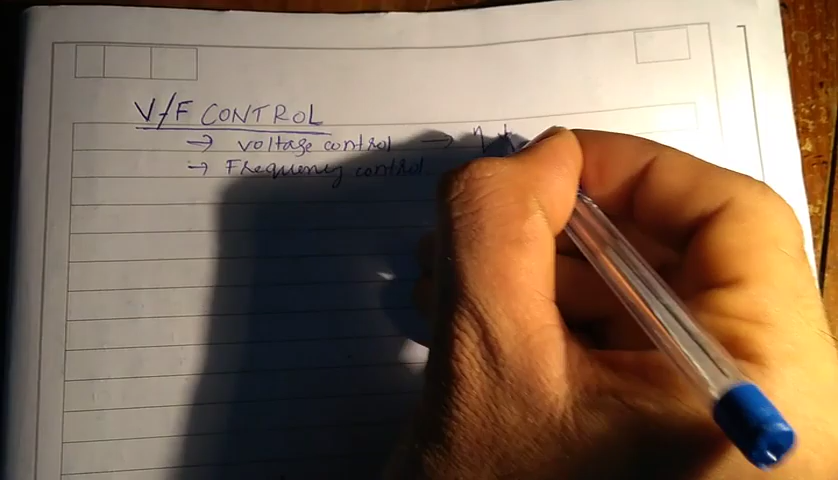 V/F CONTROL
→ voltage control → η
→ Frequency control.